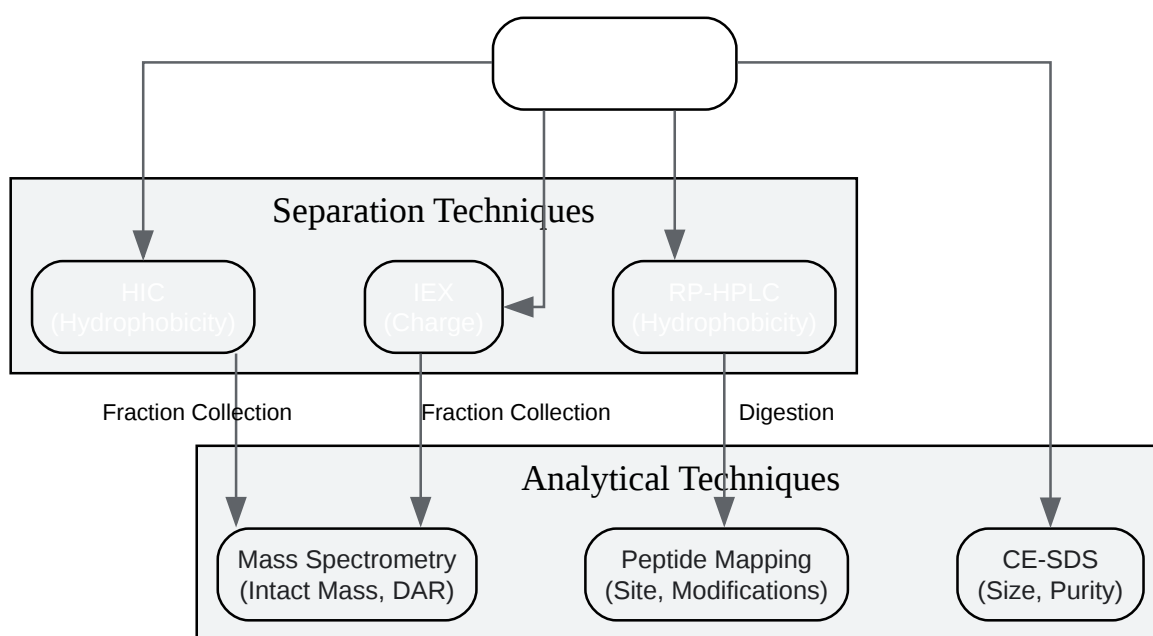 Separation Techniques
HIC
(Hydrophobicity)
IEX
(Charge)
RP-HPLC
(Hydrophobicity)
Fraction Collection
Fraction Collection
Digestion
Analytical Techniques
Mass Spectrometry
(Intact Mass, DAR)
Peptide Mapping
(Site, Modifications)
CE-SDS
(Size, Purity)